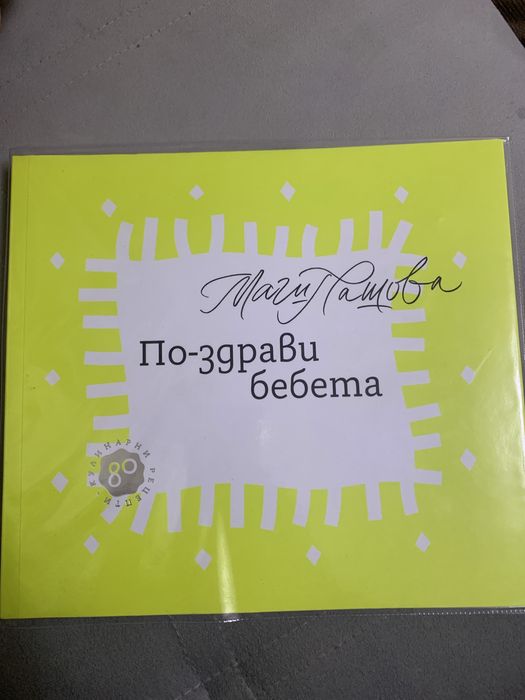 Маги Пашова
По-здрави
бебета
80
КУЛИНАРНИ РЕЦЕПТИ